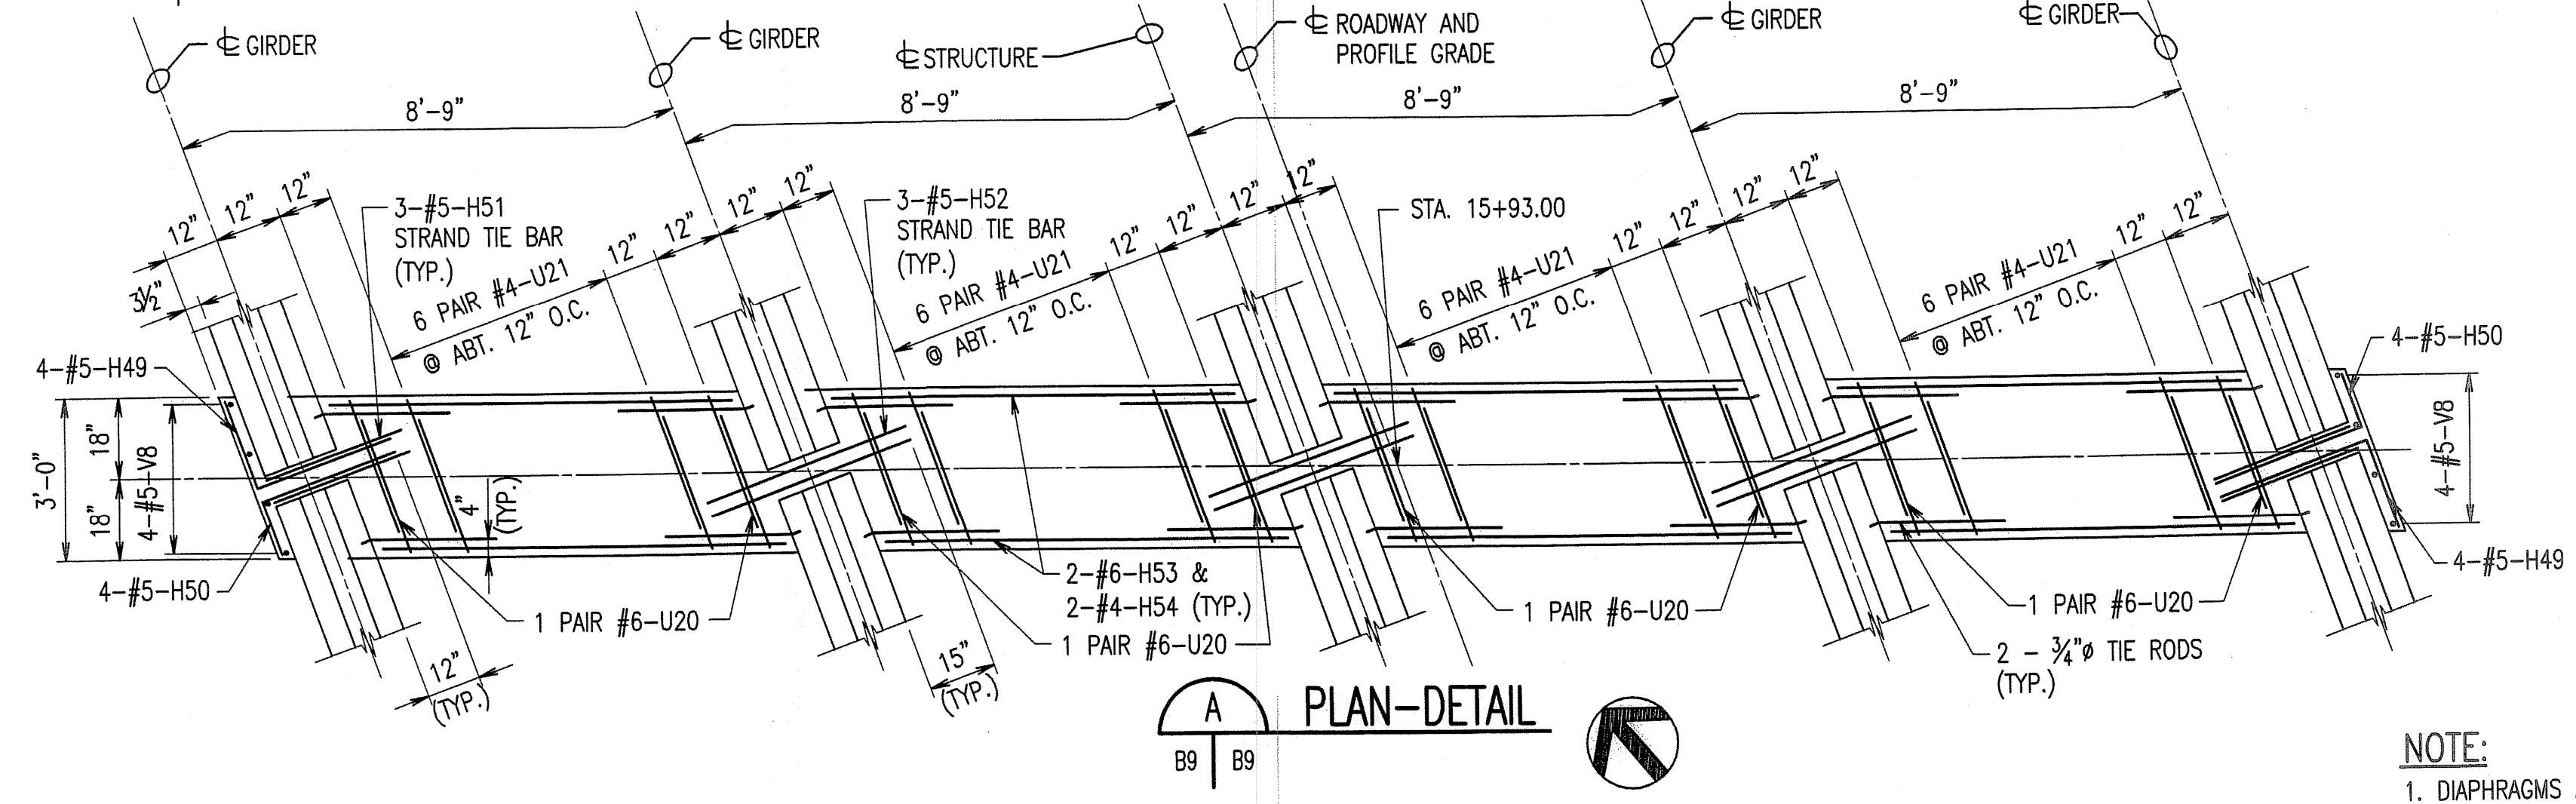 ℄ GIRDER
℄ GIRDER
℄ STRUCTURE
℄ ROADWAY AND
PROFILE GRADE
℄ GIRDER
℄ GIRDER
8'-9"
8'-9"
8'-9"
8'-9"
12"
12"
12"
3½"
3-#5-H51
STRAND TIE BAR
(TYP.)
6 PAIR #4-U21
@ ABT. 12" O.C.
12"
12"
12"
12"
3-#5-H52
STRAND TIE BAR
(TYP.)
6 PAIR #4-U21
@ ABT. 12" O.C.
12"
12"
12"
12"
STA. 15+93.00
6 PAIR #4-U21
@ ABT. 12" O.C.
12"
12"
12"
12"
6 PAIR #4-U21
@ ABT. 12" O.C.
12"
12"
4-#5-H49
4-#5-H50
3'-0"
18"
18"
4-#5-V8
4"
(TYP.)
4-#5-V8
4-#5-H50
4-#5-H49
1 PAIR #6-U20
2-#6-H53 &
2-#4-H54 (TYP.)
1 PAIR #6-U20
1 PAIR #6-U20
1 PAIR #6-U20
2 - ¾"ø TIE RODS
(TYP.)
12"
(TYP.)
15"
(TYP.)
A
B9
B9
PLAN-DETAIL
NOTE:
1. DIAPHRAGMS